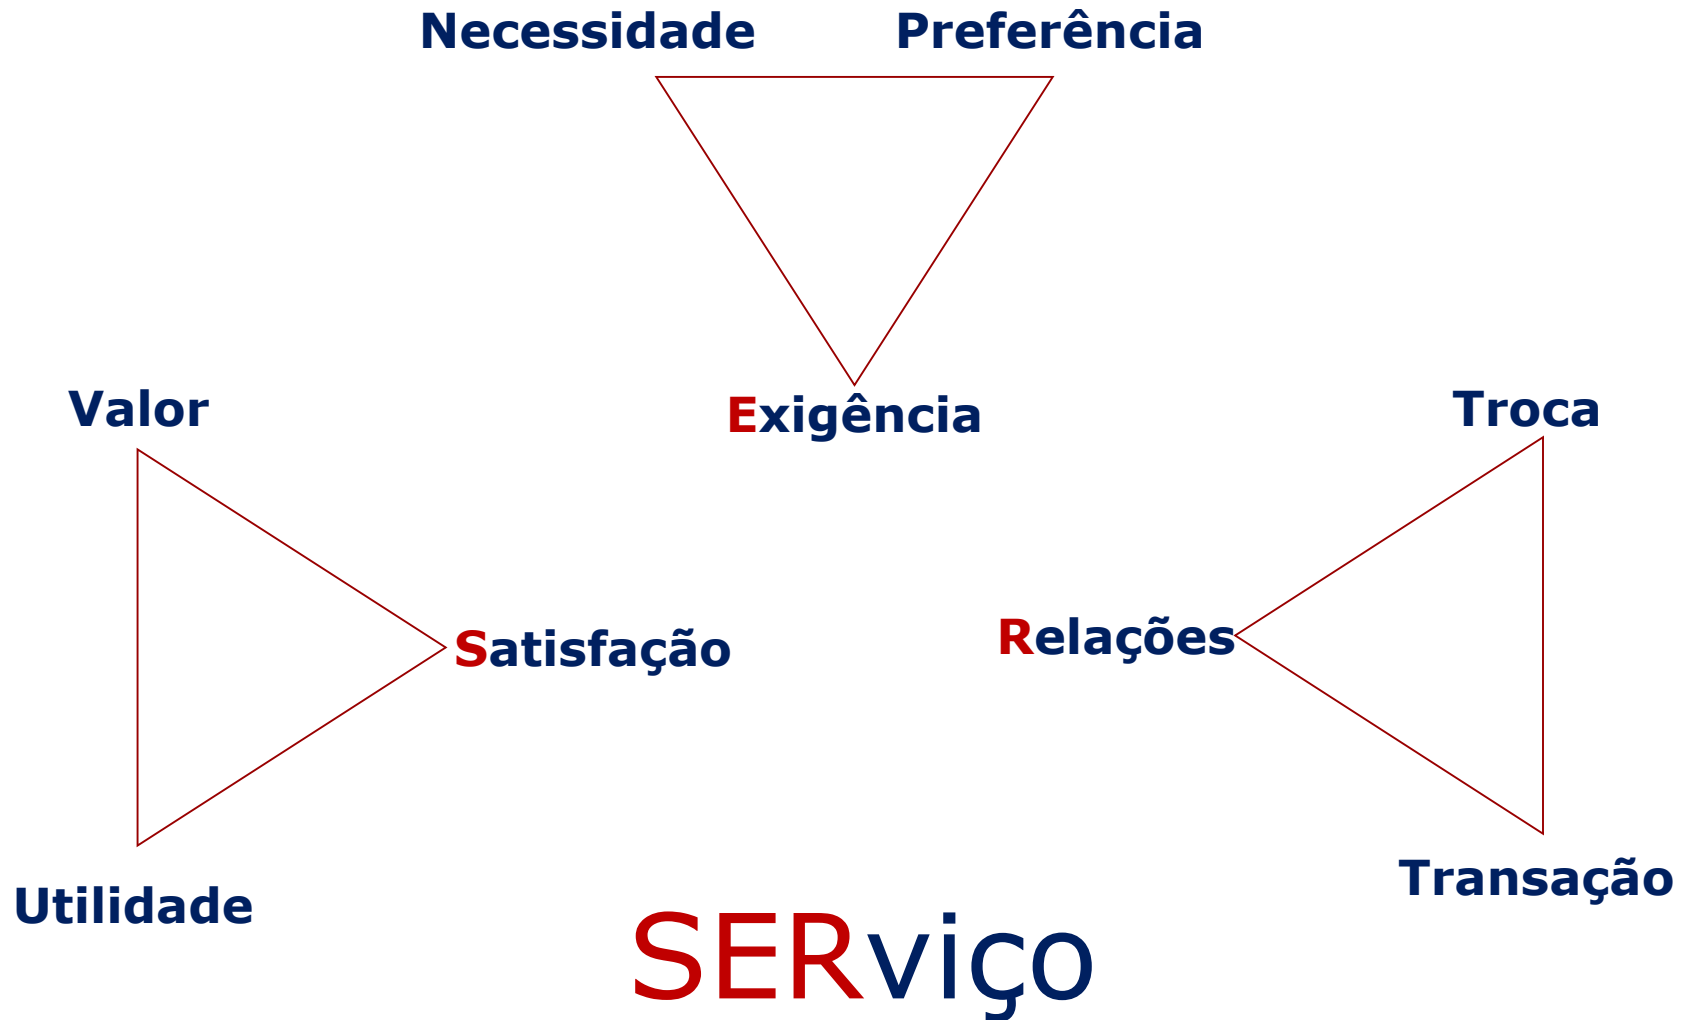 Necessidade
Preferência
Exigência
Valor
Satisfação
Utilidade
Troca
Relações
Transação
SERviço